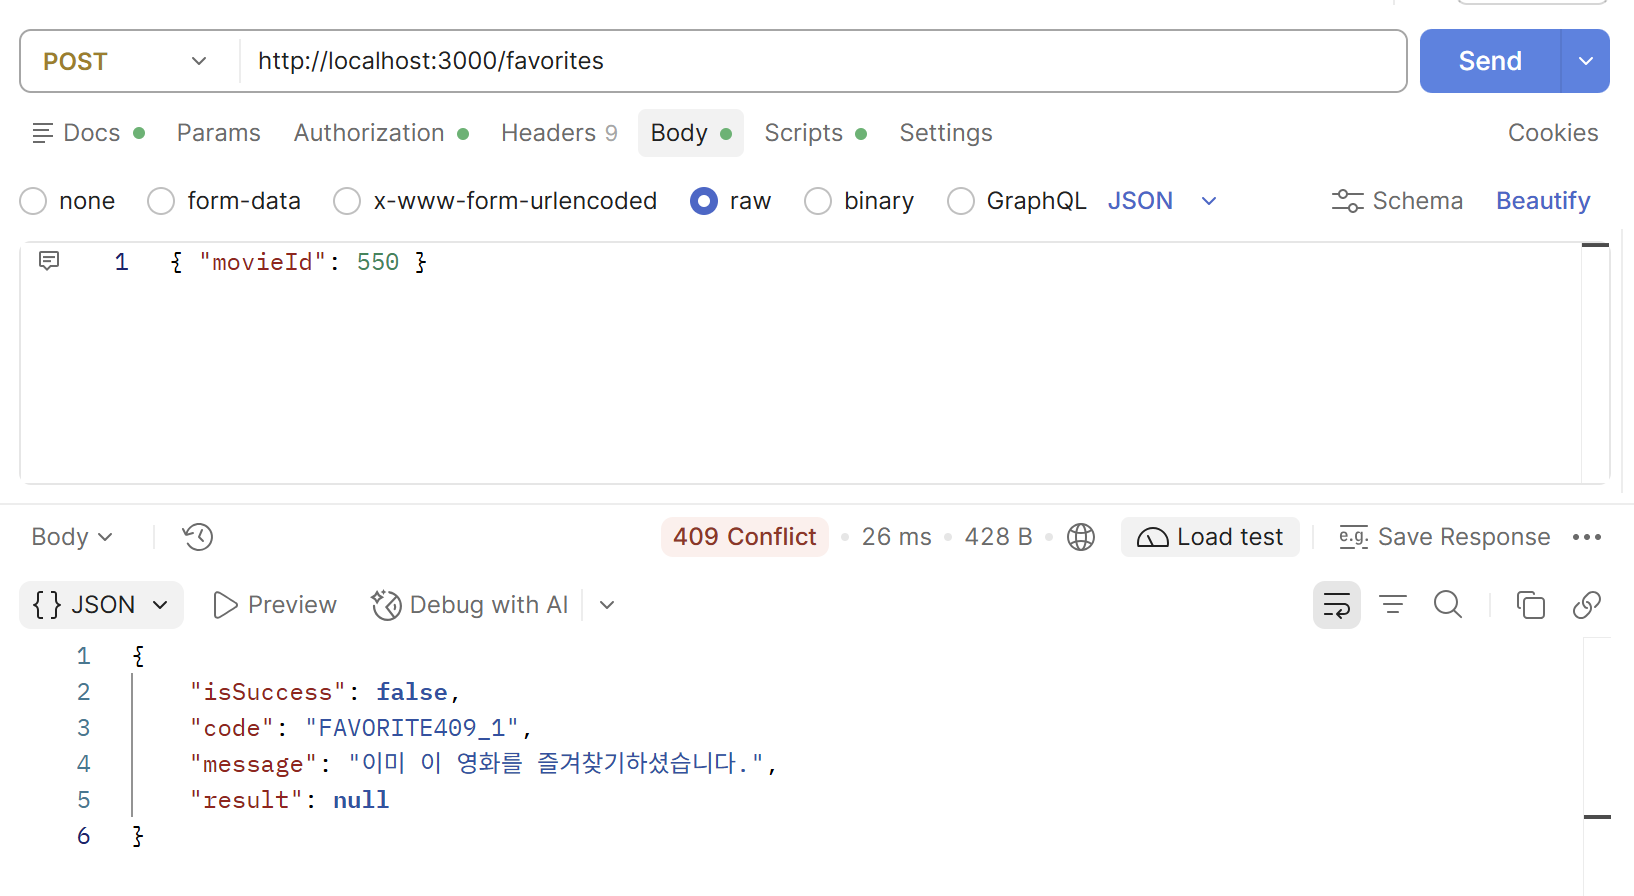 POST http://localhost:3000/favorites Send
Docs Params Authorization Headers 9 Body Scripts Settings Cookies
none form-data x-www-form-urlencoded raw binary GraphQL JSON Schema Beautify
1 { "movieId": 550 }
Body 409 Conflict • 26 ms • 428 B • Load test e.g. Save Response
{} JSON Preview Debug with AI
1 {
2 "isSuccess": false,
3 "code": "FAVORITE409_1",
4 "message": "이미 이 영화를 즐겨찾기하셨습니다.",
5 "result": null
6 }